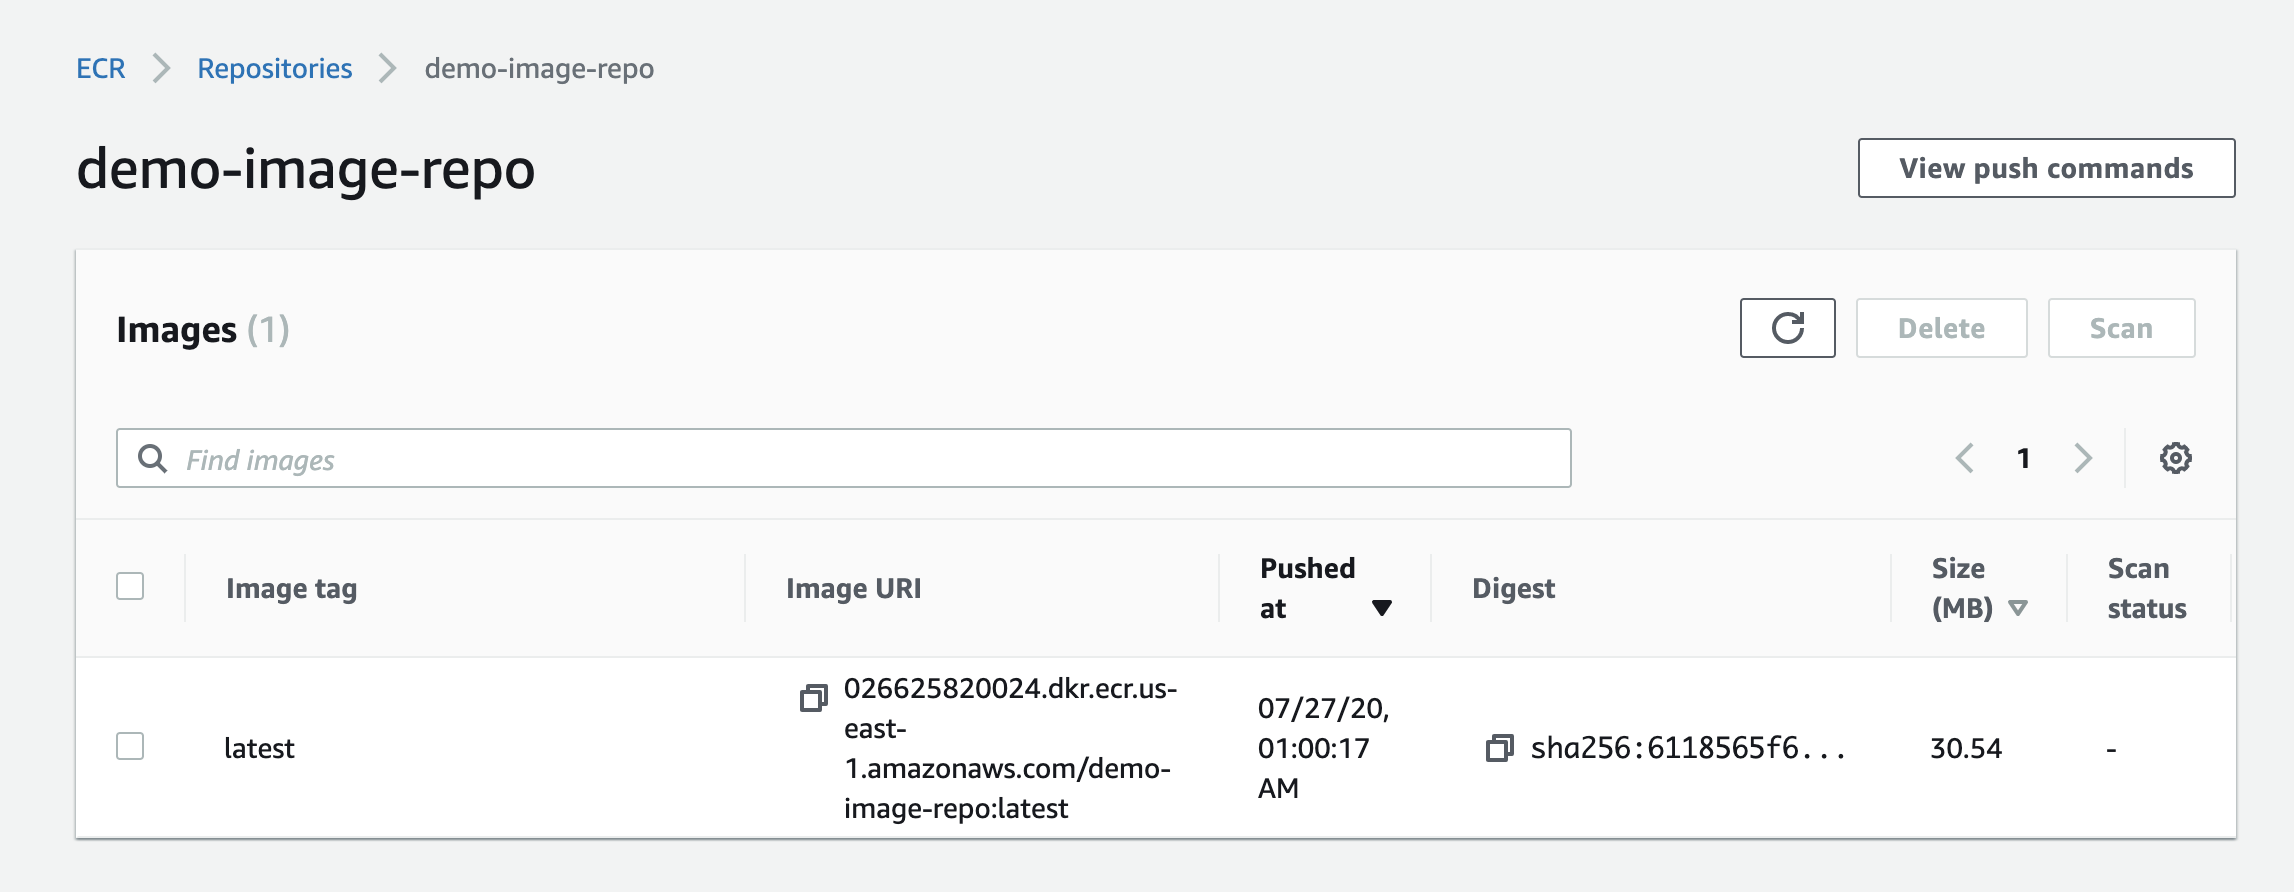 ECR > Repositories > demo-image-repo
demo-image-repo
View push commands
Images (1)
Delete
Scan
Find images
1
Image tag
Image URI
Pushed
at
Digest
Size
(MB)
Scan
status
latest
026625820024.dkr.ecr.us-
east-
1.amazonaws.com/demo-
image-repo:latest
07/27/20,
01:00:17
AM
sha256:6118565f6...
30.54
-